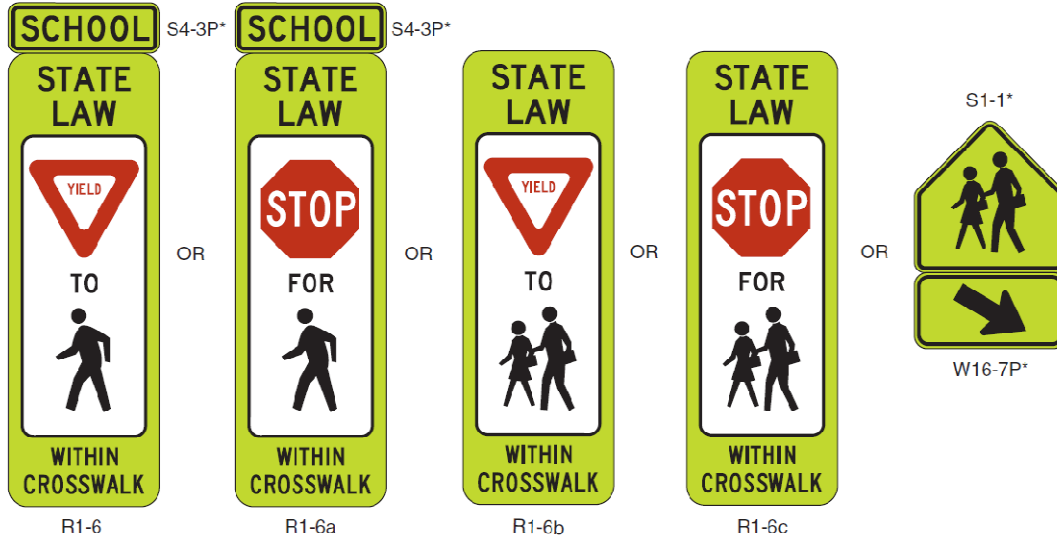 SCHOOL
S4-3P*
STATE
LAW
YIELD
TO
WITHIN
CROSSWALK
R1-6
OR
SCHOOL
S4-3P*
STATE
LAW
STOP
FOR
WITHIN
CROSSWALK
R1-6a
OR
STATE
LAW
YIELD
TO
WITHIN
CROSSWALK
R1-6b
OR
STATE
LAW
STOP
FOR
WITHIN
CROSSWALK
R1-6c
OR
S1-1*
W16-7P*